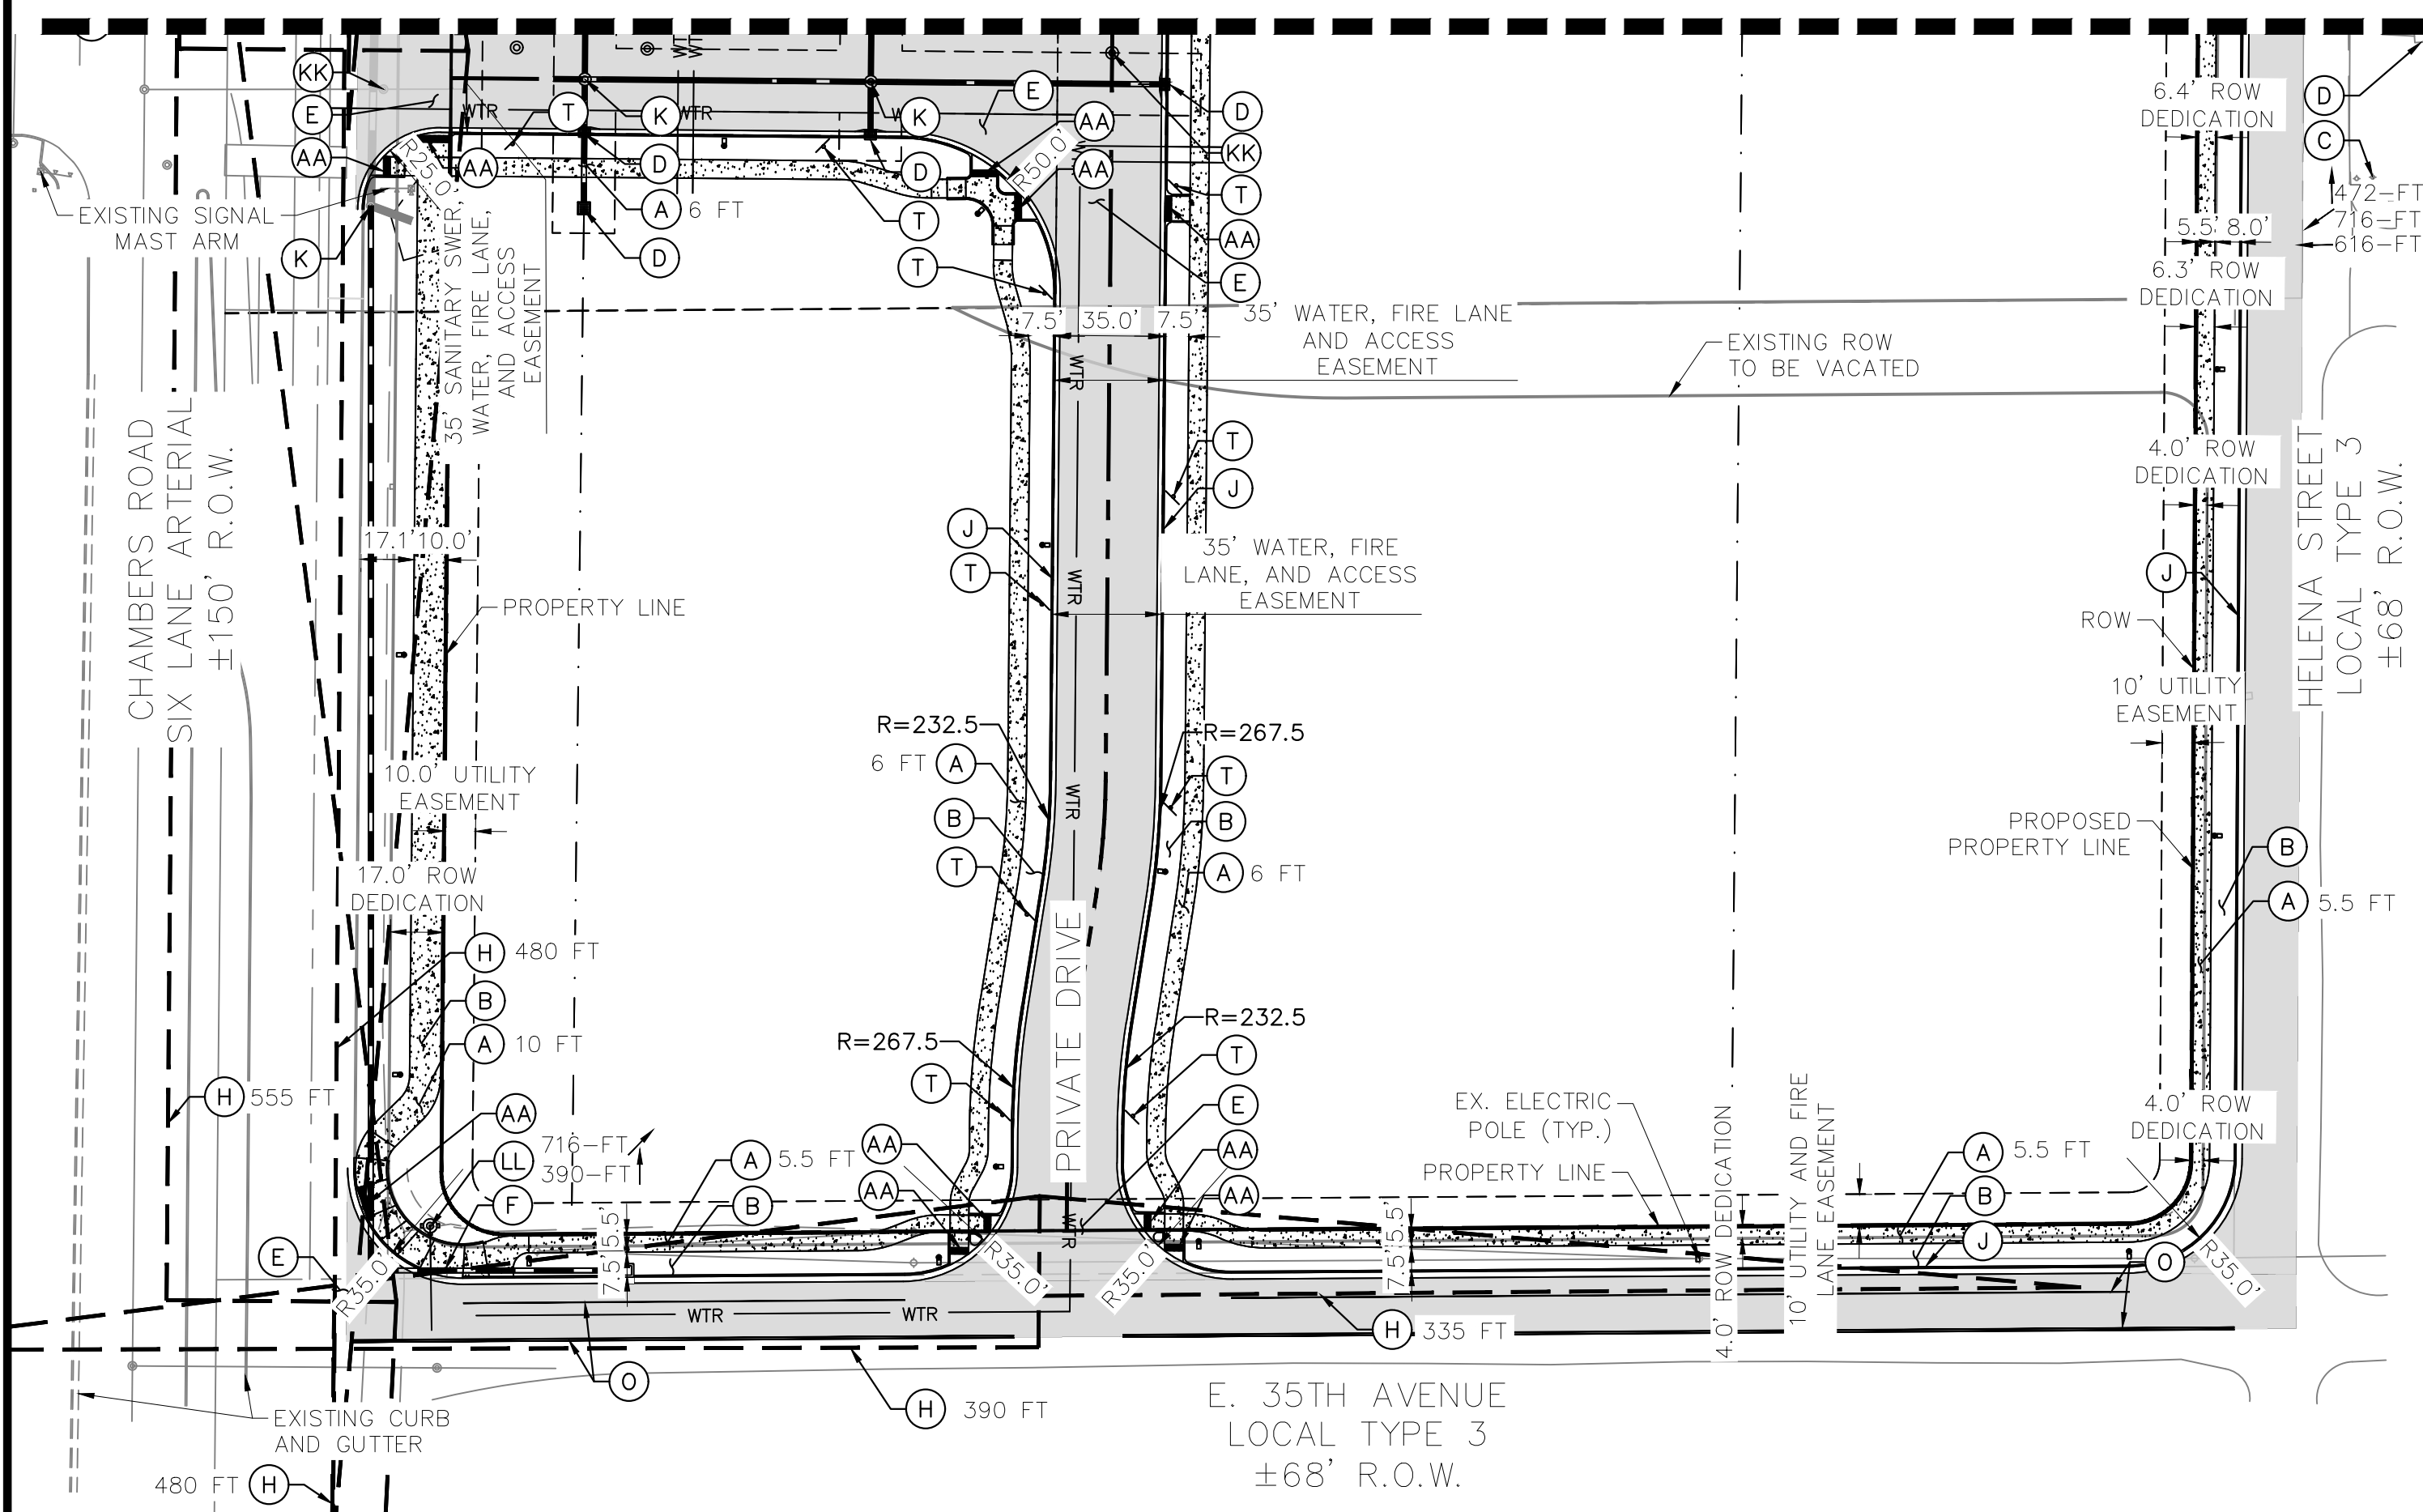 KK
E
AA
EXISTING SIGNAL
MAST ARM
K
R25.0'
AA
WTR
T
K
WTR
D
A 6 FT
D
K
D
T
T
E
AA
R50.0'
AA
D
KK
T
AA
E
6.4' ROW
DEDICATION
D
C
472-FT
716-FT
616-FT
5.5' 8.0'
6.3' ROW
DEDICATION
35' SANITARY SWER,
WATER, FIRE LANE,
AND ACCESS
EASEMENT
7.5' 35.0' 7.5'
35' WATER, FIRE LANE
AND ACCESS
EASEMENT
EXISTING ROW
TO BE VACATED
WTR
CHAMBERS ROAD
SIX LANE ARTERIAL
±150' R.O.W.
T
J
4.0' ROW
DEDICATION
HELENA STREET
LOCAL TYPE 3
±68' R.O.W.
17.1' 10.0'
PROPERTY LINE
J
T
WTR
35' WATER, FIRE
LANE, AND ACCESS
EASEMENT
J
ROW
10' UTILITY
EASEMENT
R=232.5
6 FT A
B
T
WTR
R=267.5
T
B
A 6 FT
10.0' UTILITY
EASEMENT
17.0' ROW
DEDICATION
PROPOSED
PROPERTY LINE
B
A 5.5 FT
H 480 FT
B
A 10 FT
PRIVATE DRIVE
R=267.5
T
R=232.5
T
E
H 555 FT
AA
716-FT
LL
390-FT
F
A 5.5 FT
B
AA
AA
AA
AA
EX. ELECTRIC
POLE (TYP.)
PROPERTY LINE
4.0' ROW DEDICATION
10' UTILITY AND FIRE
LANE EASEMENT
4.0' ROW
DEDICATION
A 5.5 FT
B
J
O
R35.0'
E
R35.0'
5.5'
7.5'
R35.0'
WTR
R35.0'
5.5'
7.5'
WTR
WTR
H 335 FT
O
H 390 FT
E. 35TH AVENUE
LOCAL TYPE 3
±68' R.O.W.
EXISTING CURB
AND GUTTER
480 FT H